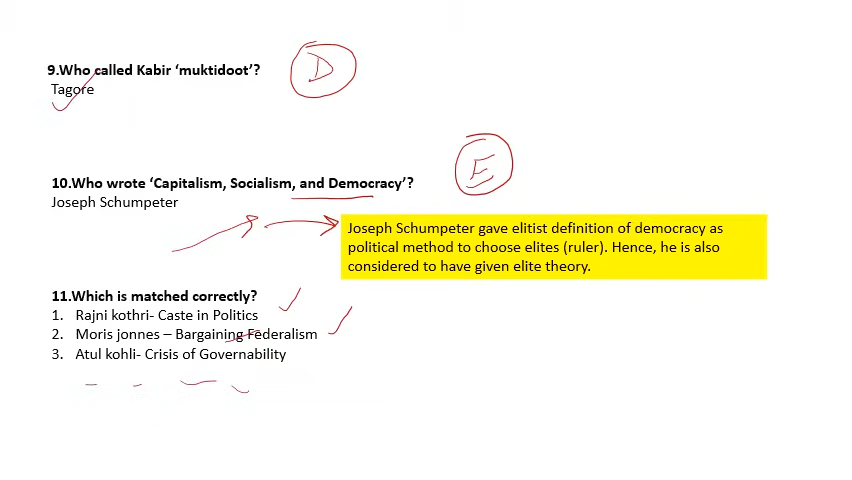 9.Who called Kabir ‘muktidoot’?
D
Tagore
E
10.Who wrote ‘Capitalism, Socialism, and Democracy’?
Joseph Schumpeter
Joseph Schumpeter gave elitist definition of democracy as
political method to choose elites (ruler). Hence, he is also
considered to have given elite theory.
11.Which is matched correctly?
1. Rajni kothri- Caste in Politics
2. Moris jonnes – Bargaining Federalism
3. Atul kohli- Crisis of Governability